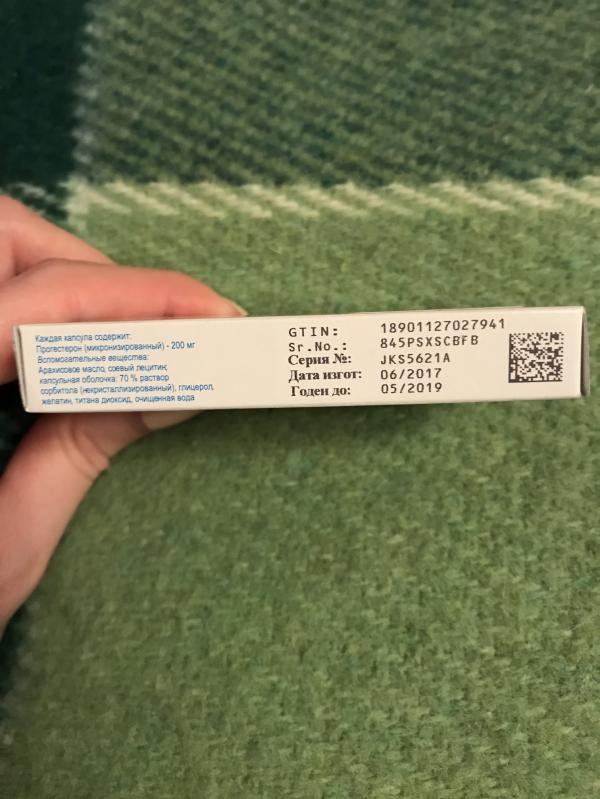 Каждая капсула содержит:
Прогестерон (микронизированный) - 200 мг
Вспомогательные вещества:
Арахисовое масло, соевый лецитин;
капсульная оболочка: 70 % раствор
сорбитола (некристаллизированный), глицерол,
желатин, титана диоксид, очищенная вода
GTIN: 18901127027941
Sr.No.: 845PSXSCBFB
Серия №: JKS5621A
Дата изгот: 06/2017
Годен до: 05/2019